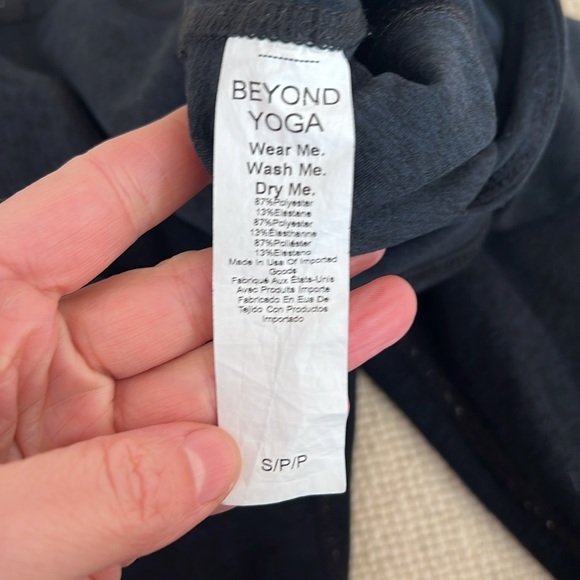 BEYOND
YOGA
Wear Me.
Wash Me.
Dry Me.
87%Polyester
13%Elastane
87%Polyester
13%Élasthanne
87%Poliéster
13%Elastano
Made In Usa Of Imported
Goods
Fabriqué Aux États-Unis
Avec Produits Importé
Fabricado En Eua De
Tejido Con Productos
Importado
S/P/P